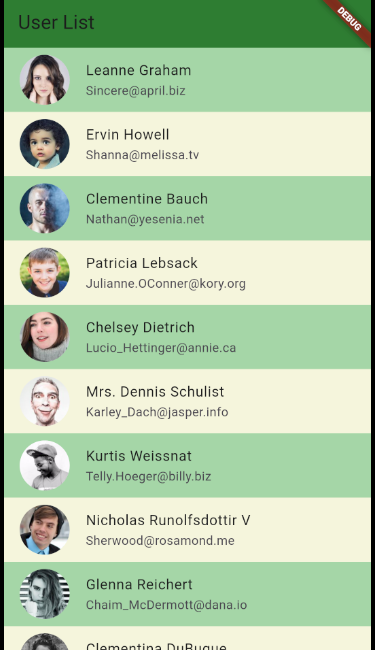 User List
DEBUG
Leanne Graham
Sincere@april.biz
Ervin Howell
Shanna@melissa.tv
Clementine Bauch
Nathan@yesenia.net
Patricia Lebsack
Julianne.OConner@kory.org
Chelsey Dietrich
Lucio_Hettinger@annie.ca
Mrs. Dennis Schulist
Karley_Dach@jasper.info
Kurtis Weissnat
Telly.Hoeger@billy.biz
Nicholas Runolfsdottir V
Sherwood@rosamond.me
Glenna Reichert
Chaim_McDermott@dana.io
Clementina DuBuque